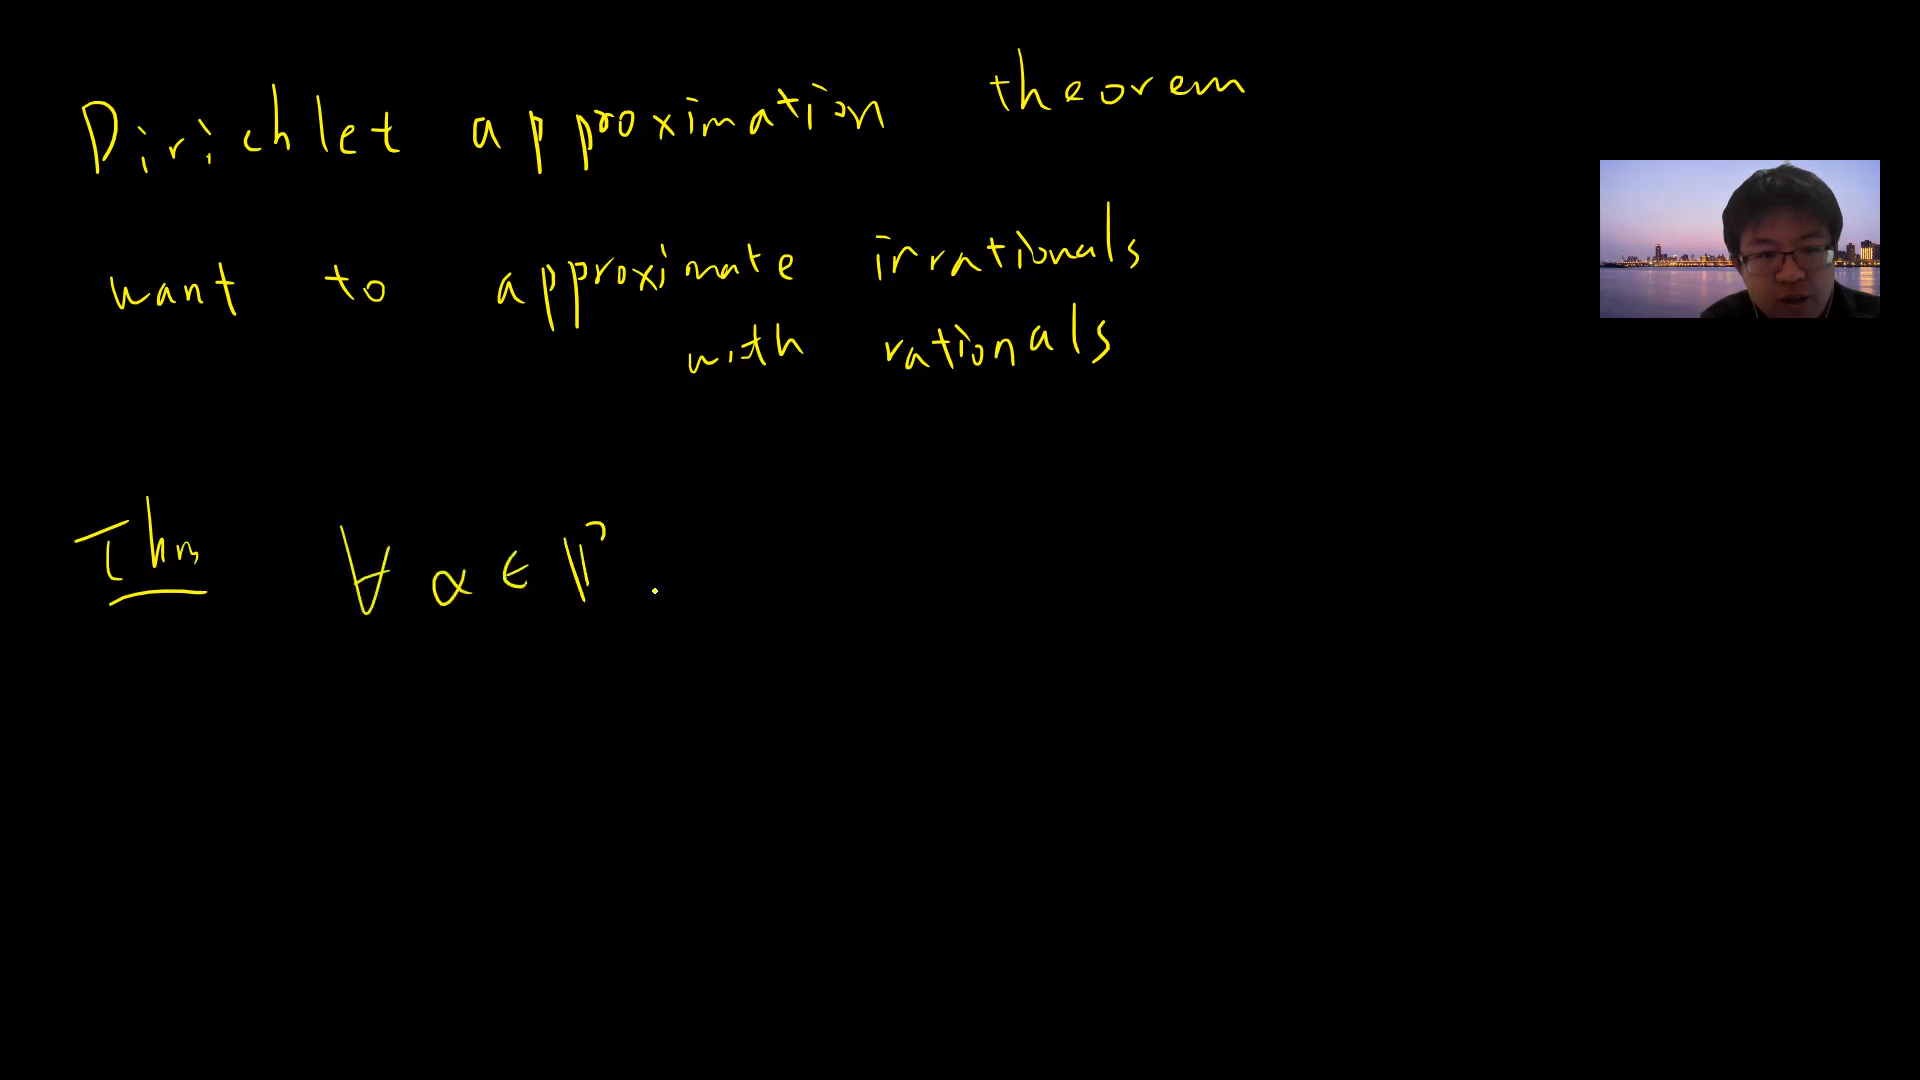 Dirichlet approximation theorem
want to approximate irrationals
with rationals
Thm ∀ α ∈ ℝ